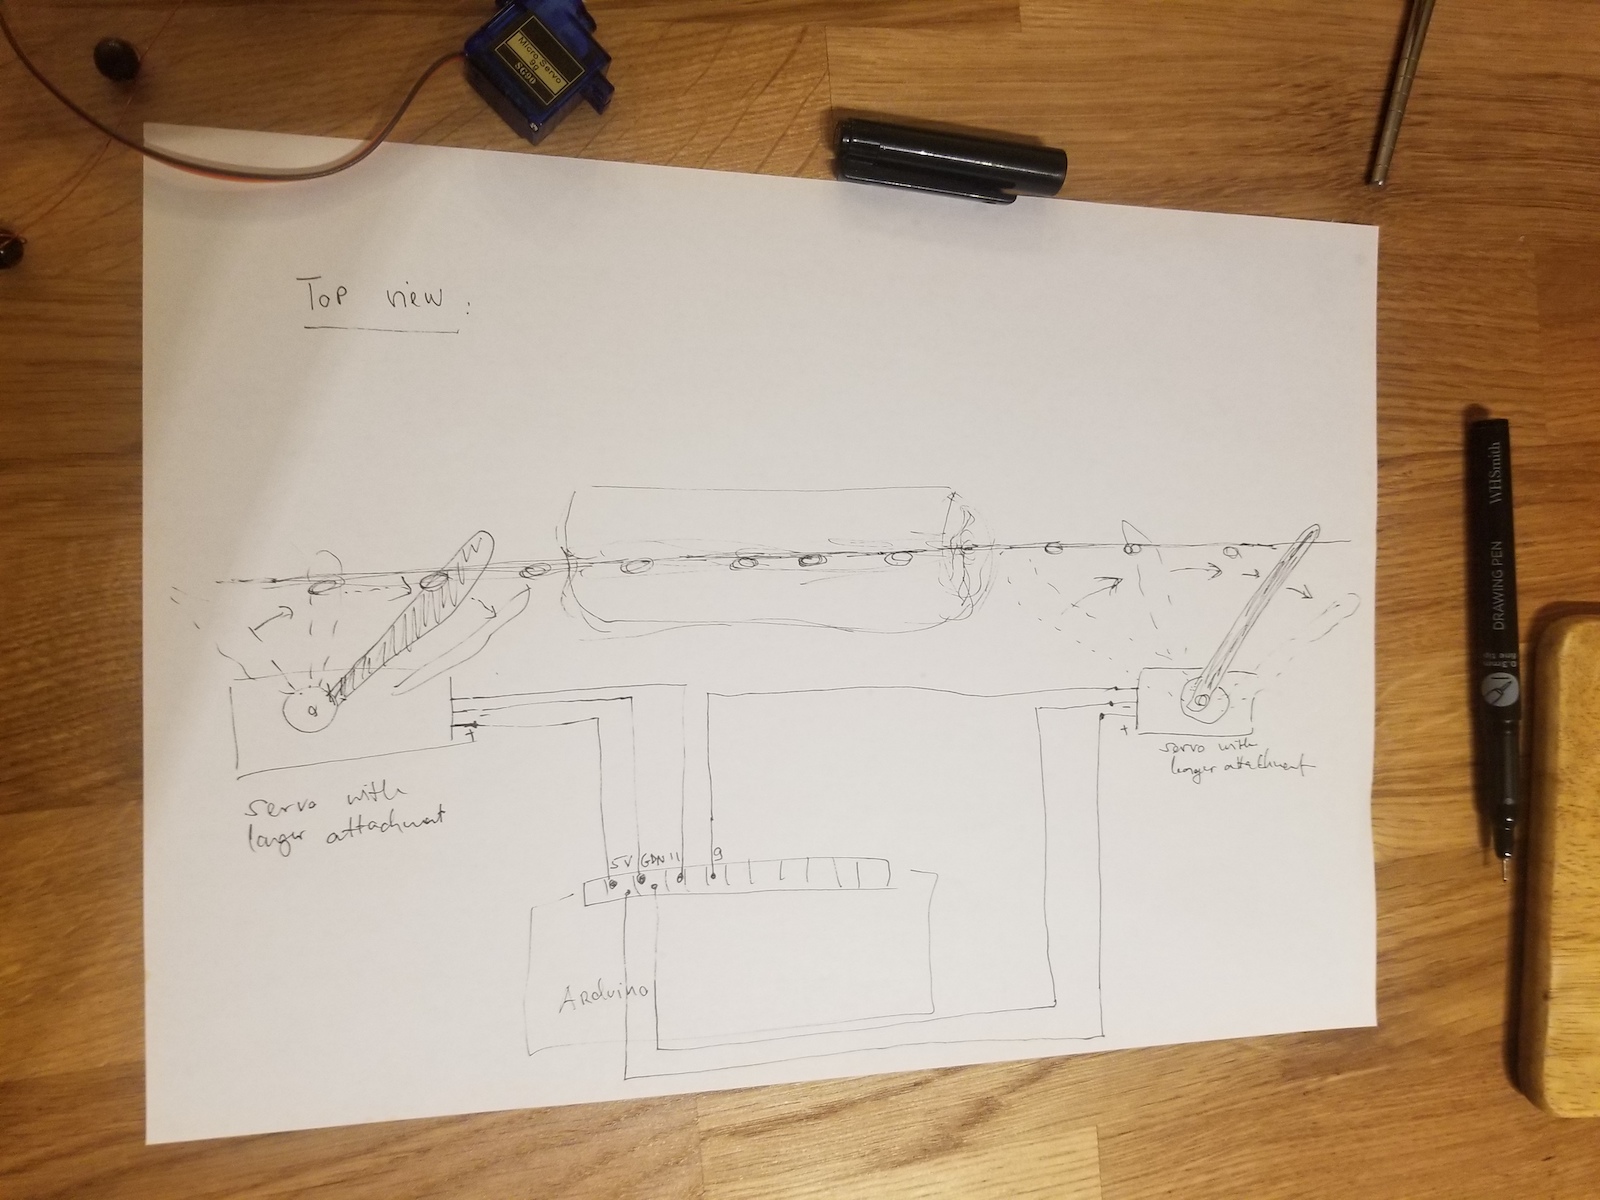 Micro Servo
9g
SG90
Top view :
servo with
longer attachment
+
+
servo with
longer attachment
5V GDN 11 9
Arduino
WHSmith
DRAWING PEN
0.3mm
fine tip